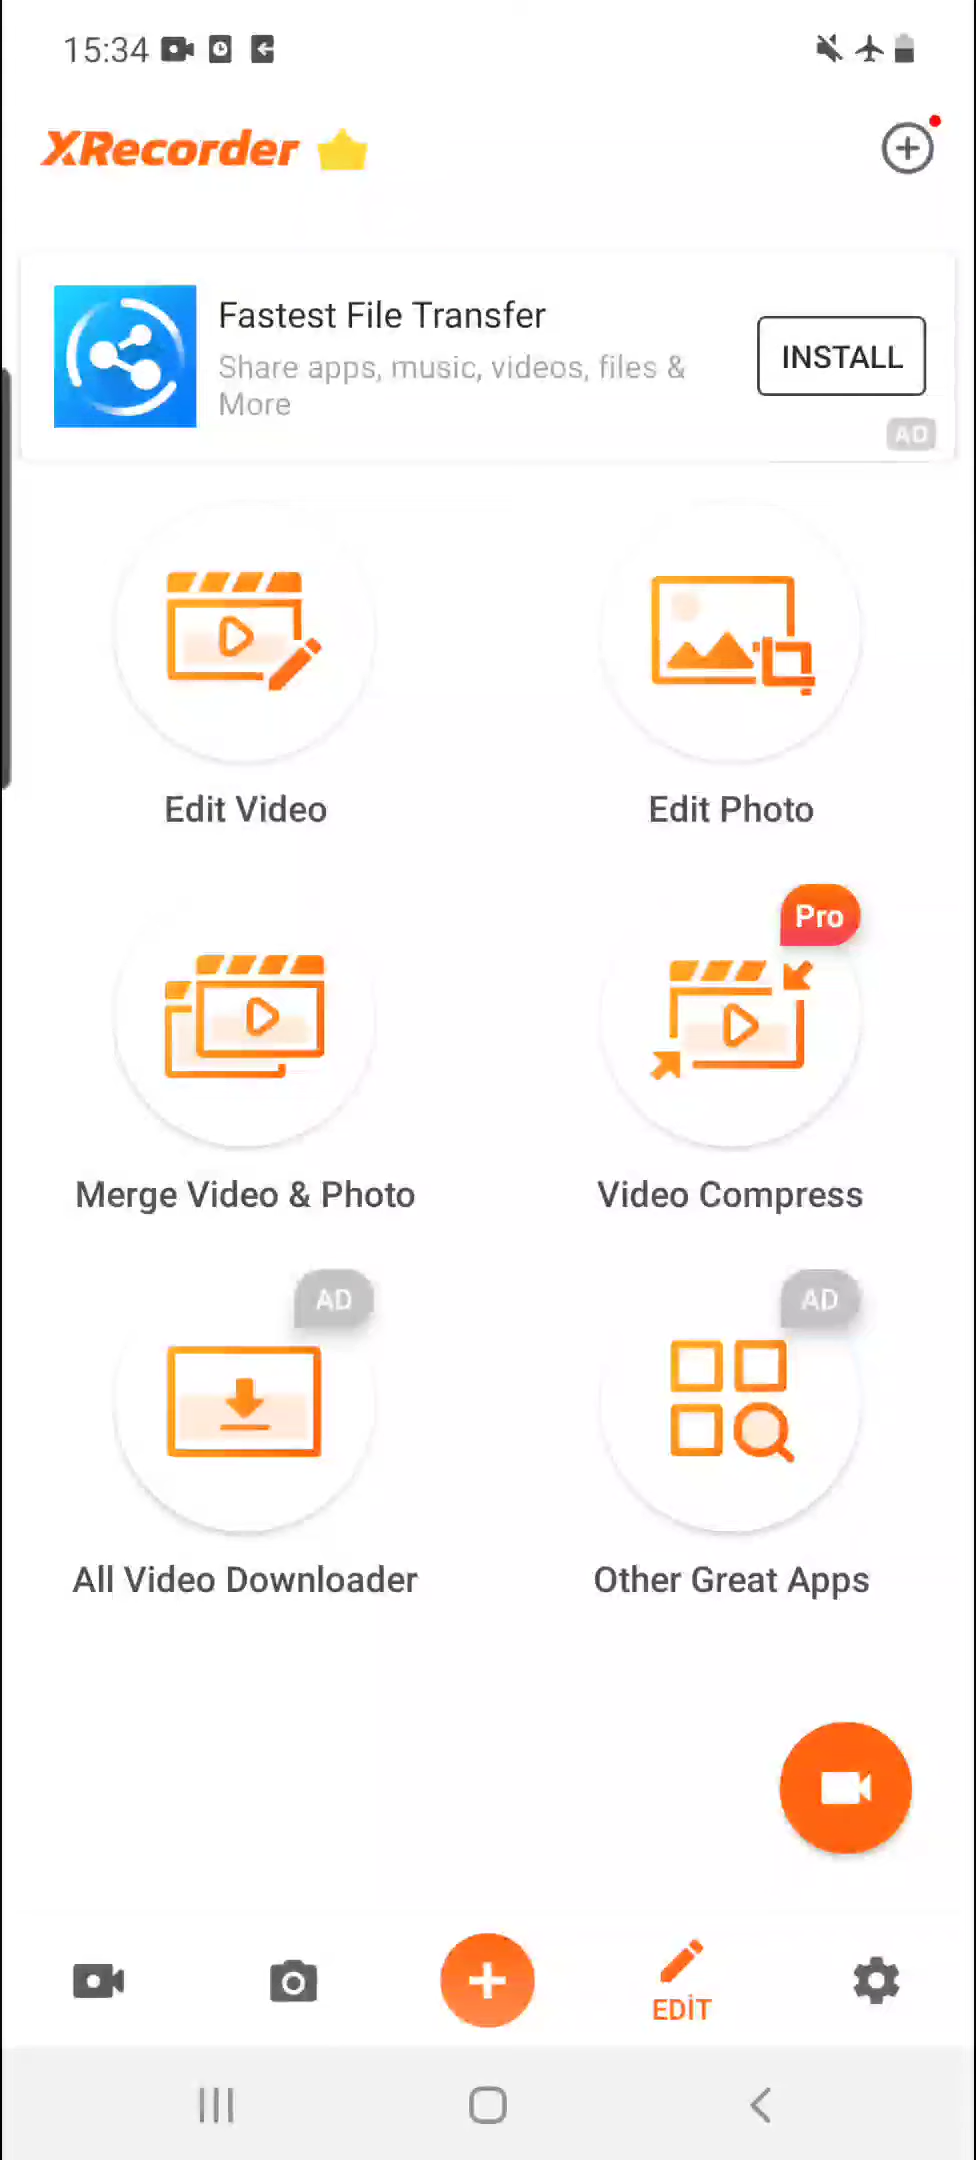 15:34
XRecorder
Fastest File Transfer
Share apps, music, videos, files &
More
INSTALL
AD
Edit Video
Edit Photo
Pro
Merge Video & Photo
Video Compress
AD
AD
All Video Downloader
Other Great Apps
EDİT